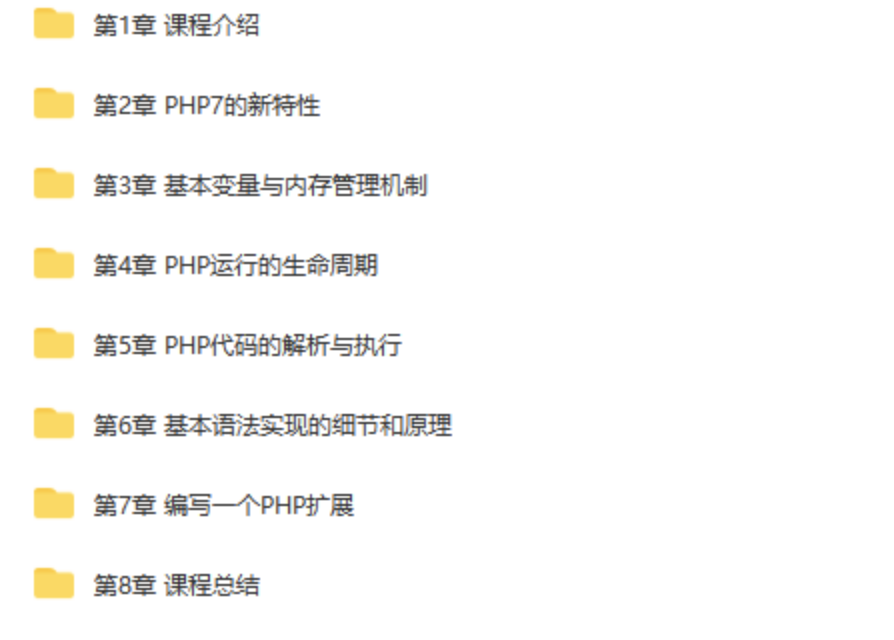 第1章 课程介绍
第2章 PHP7的新特性
第3章 基本变量与内存管理机制
第4章 PHP运行的生命周期
第5章 PHP代码的解析与执行
第6章 基本语法实现的细节和原理
第7章 编写一个PHP扩展
第8章 课程总结